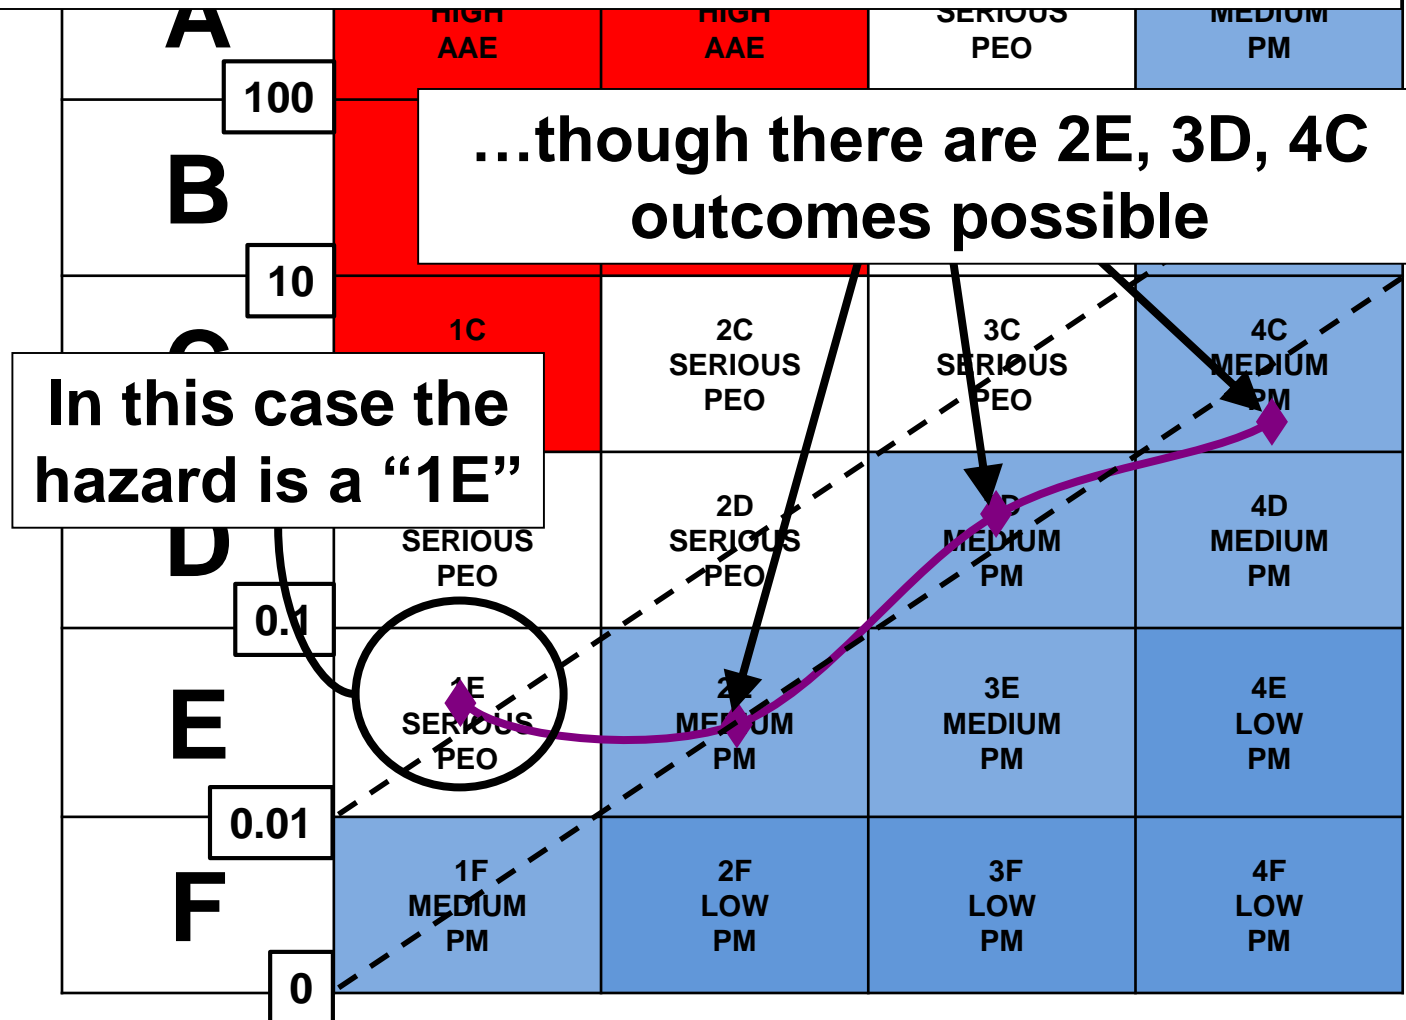 A
HIGH
AAE
HIGH
AAE
SERIOUS
PEO
MEDIUM
PM
100
…though there are 2E, 3D, 4C
outcomes possible
B
10
1C
2C
SERIOUS
PEO
3C
SERIOUS
PEO
4C
MEDIUM
PM
In this case the
hazard is a “1E”
D
SERIOUS
PEO
2D
SERIOUS
PEO
D
MEDIUM
PM
4D
MEDIUM
PM
0.1
E
1E
SERIOUS
PEO
2E
MEDIUM
PM
3E
MEDIUM
PM
4E
LOW
PM
0.01
F
1F
MEDIUM
PM
2F
LOW
PM
3F
LOW
PM
4F
LOW
PM
0